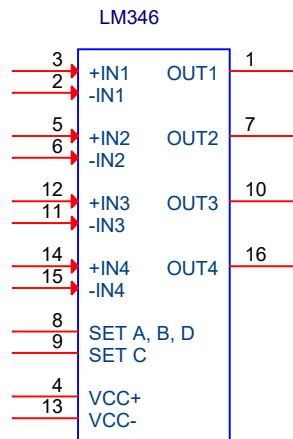 LM346
3 +IN1 OUT1 1
2 -IN1
5 +IN2 OUT2 7
6 -IN2
12 +IN3 OUT3 10
11 -IN3
14 +IN4 OUT4 16
15 -IN4
8 SET A, B, D
9 SET C
4 VCC+
13 VCC-